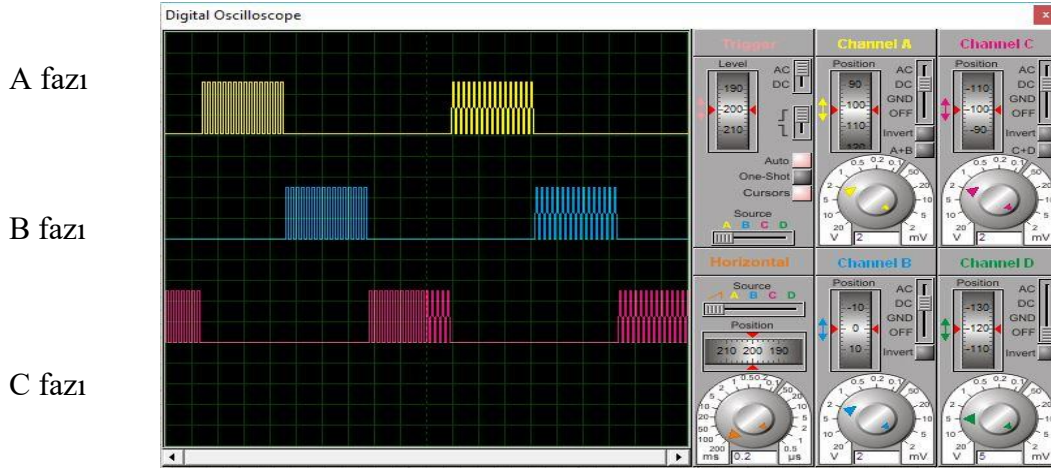 Digital Oscilloscope
x
A fazı
B fazı
C fazı
Trigger
Level
AC
DC
190
200
210
Auto
One-Shot
Cursors
Source
A B C D
Channel A
Position
AC
DC
GND
OFF
Invert
A+B
90
100
110
120
V 2 mV
Channel C
Position
AC
DC
GND
OFF
Invert
C+D
110
100
90
V 2 mV
Horizontal
Source
A B C D
Position
210 200 190
ms 0.2 µs
Channel B
Position
AC
DC
GND
OFF
Invert
10
0
10
V 2 mV
Channel D
Position
AC
DC
GND
OFF
Invert
-130
-120
-110
V 5 mV